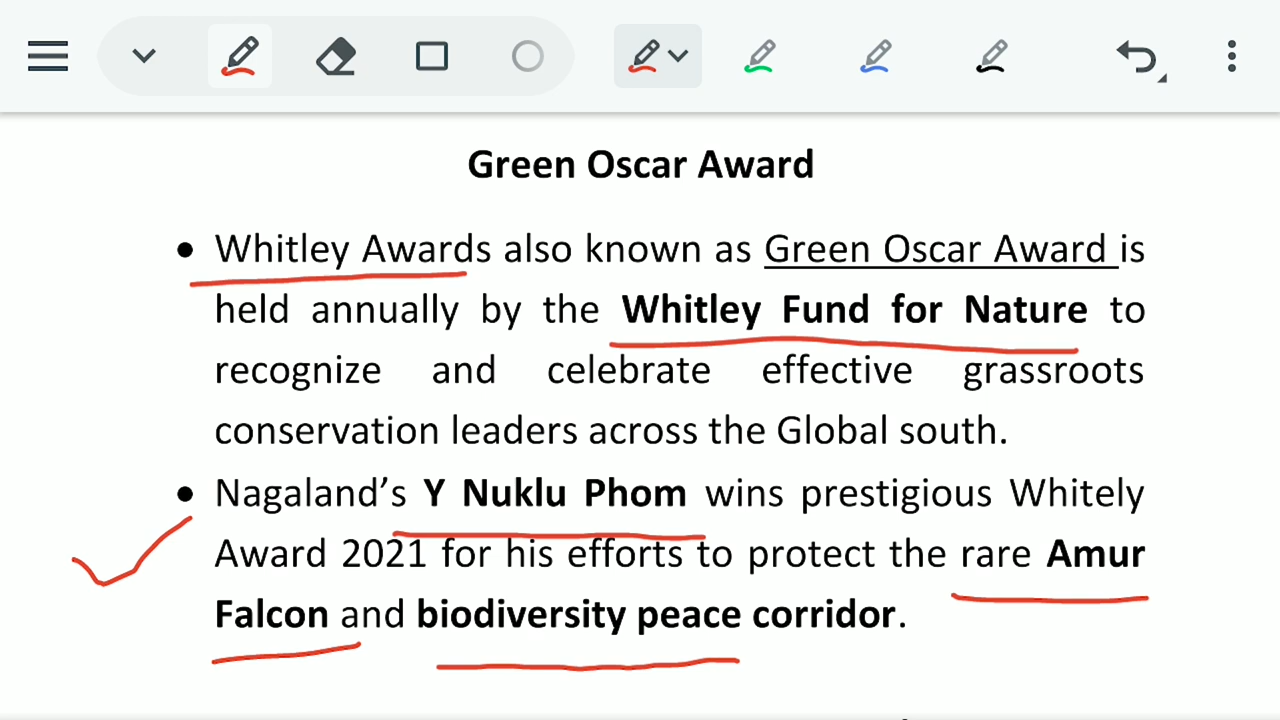 Green Oscar Award
• Whitley Awards also known as Green Oscar Award is
held annually by the Whitley Fund for Nature to
recognize and celebrate effective grassroots
conservation leaders across the Global south.
• Nagaland’s Y Nuklu Phom wins prestigious Whitely
Award 2021 for his efforts to protect the rare Amur
Falcon and biodiversity peace corridor.